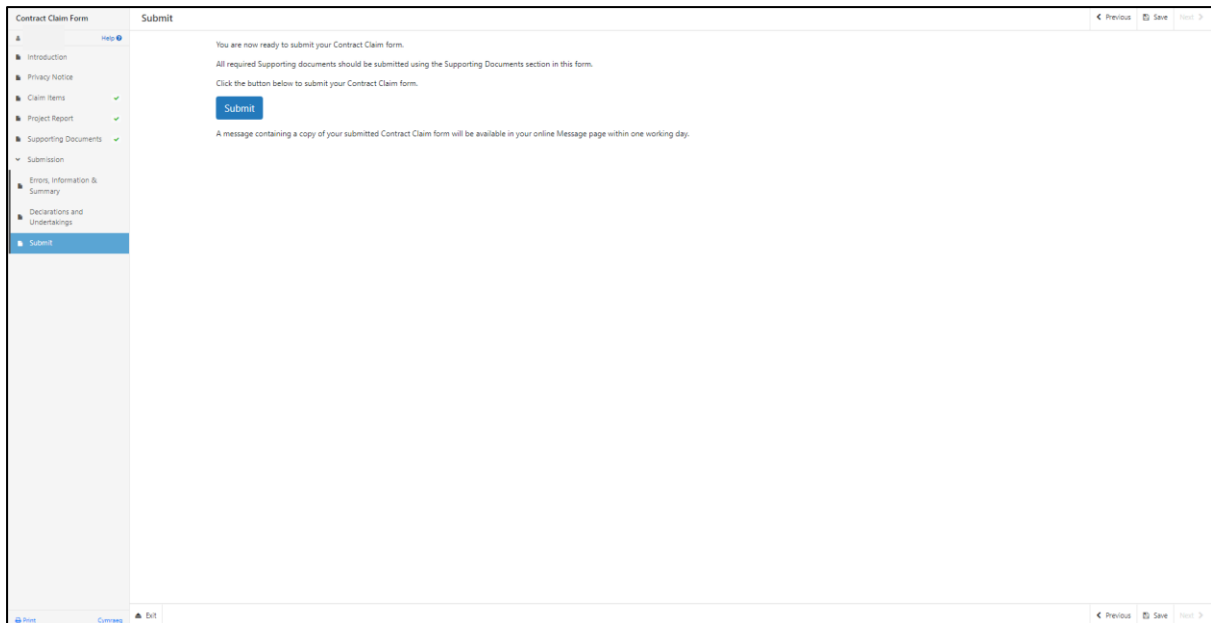 Contract Claim Form
Help
Introduction
Privacy Notice
Claim Items
Project Report
Supporting Documents
Submission
Errors, Information &
Summary
Declarations and
Undertakings
Submit
Print
Cymraeg
Submit
Previous
Save
Next
You are now ready to submit your Contract Claim form.
All required Supporting documents should be submitted using the Supporting Documents section in this form.
Click the button below to submit your Contract Claim form.
Submit
A message containing a copy of your submitted Contract Claim form will be available in your online Message page within one working day.
Exit
Previous
Save
Next